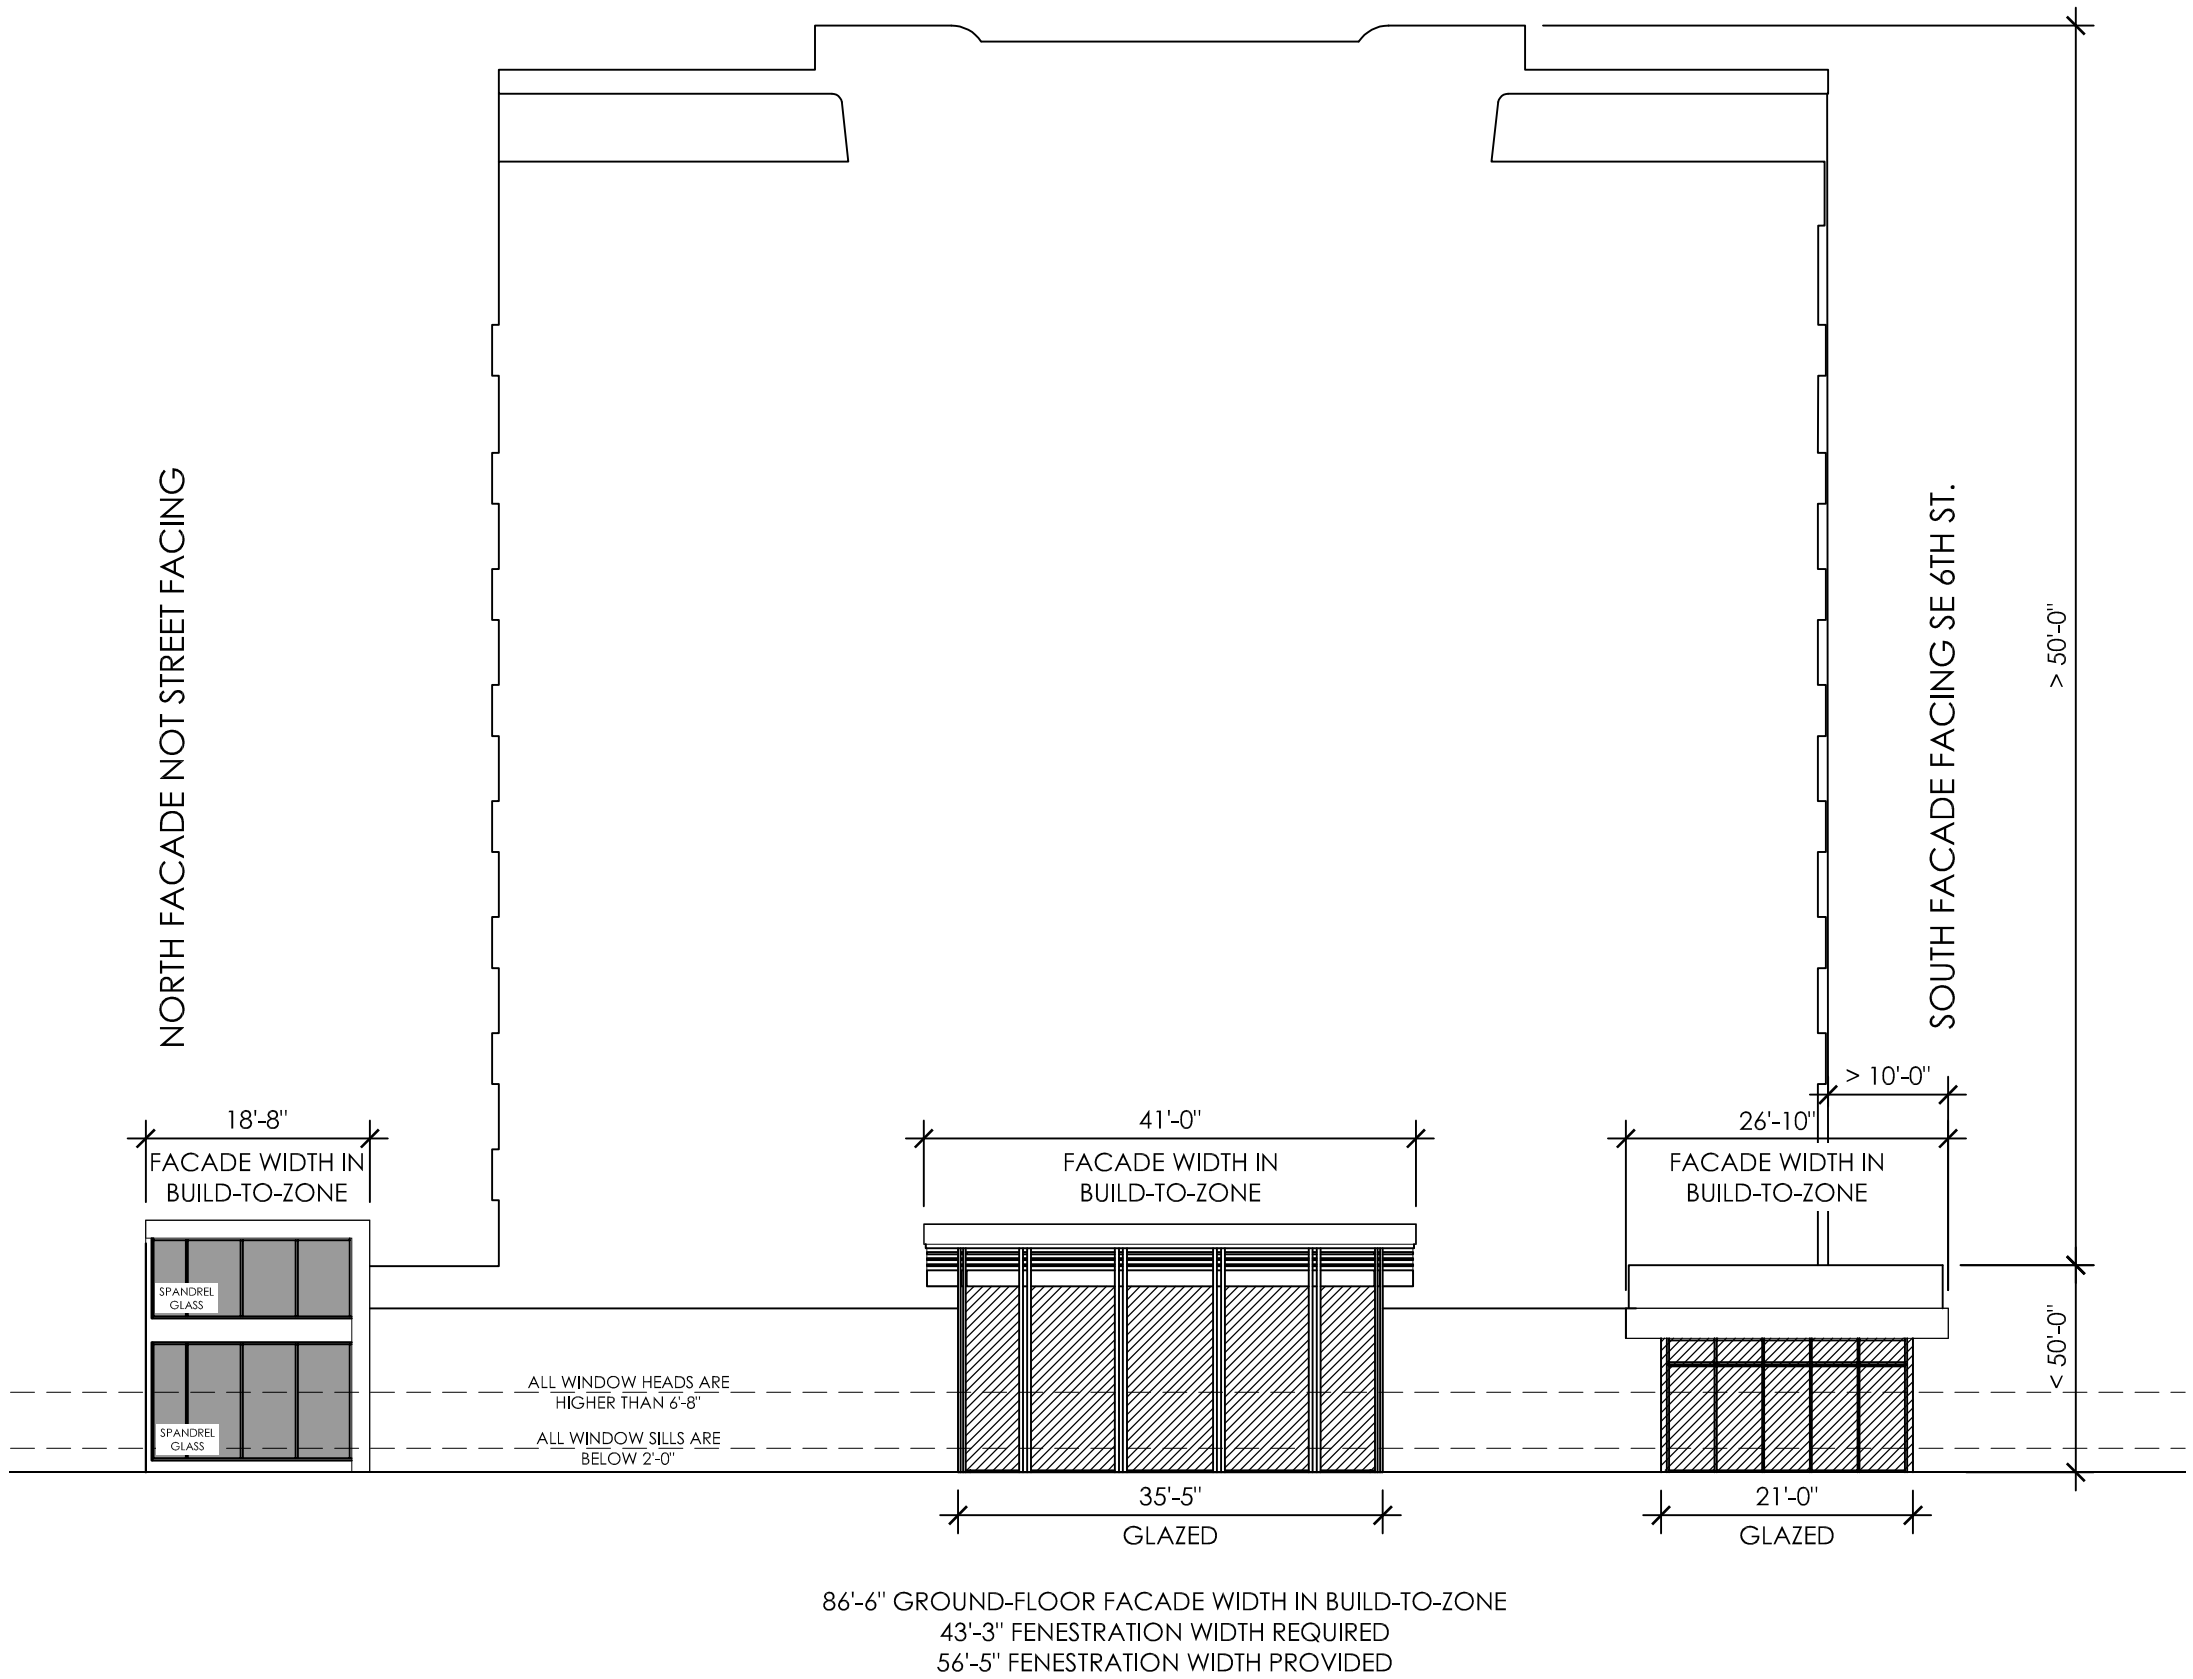 NORTH FACADE NOT STREET FACING
SOUTH FACADE FACING SE 6TH ST.
> 50'-0"
> 10'-0"
18'-8"
FACADE WIDTH IN
BUILD-TO-ZONE
41'-0"
FACADE WIDTH IN
BUILD-TO-ZONE
26'-10"
FACADE WIDTH IN
BUILD-TO-ZONE
SPANDREL
GLASS
SPANDREL
GLASS
ALL WINDOW HEADS ARE
HIGHER THAN 6'-8"
ALL WINDOW SILLS ARE
BELOW 2'-0"
< 50'-0"
35'-5"
GLAZED
21'-0"
GLAZED
86'-6" GROUND-FLOOR FACADE WIDTH IN BUILD-TO-ZONE
43'-3" FENESTRATION WIDTH REQUIRED
56'-5" FENESTRATION WIDTH PROVIDED